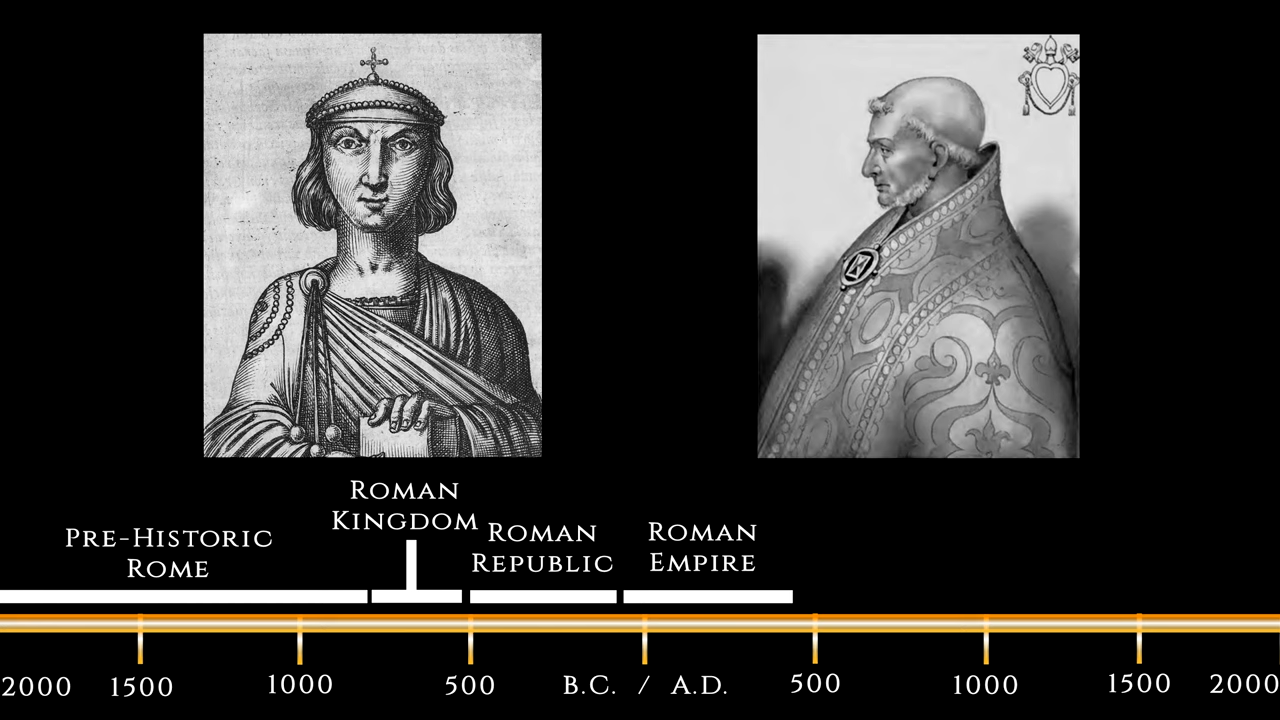 Roman
Kingdom
Pre-Historic
Rome
Roman
Republic
Roman
Empire
2000 1500 1000 500 B.C. / A.D. 500 1000 1500 2000